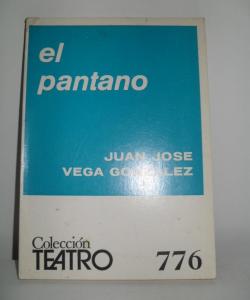 el
pantano
JUAN JOSE
VEGA GONZALEZ
Colección
TEATRO
776